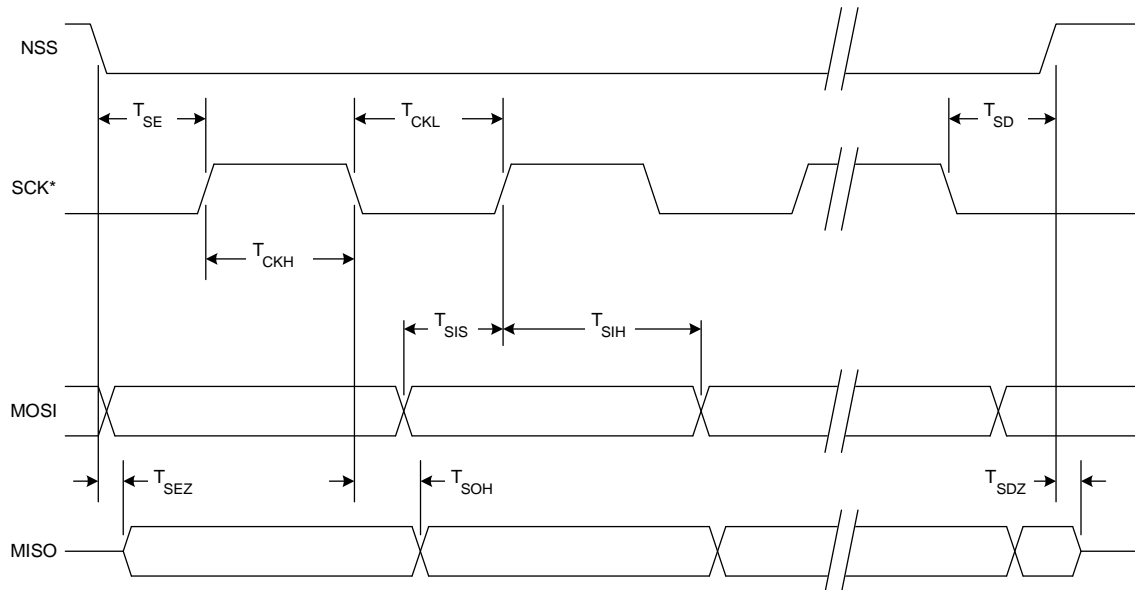 NSS
T_SE
T_CKL
T_SD
SCK*
T_CKH
T_SIS
T_SIH
MOSI
T_SEZ
T_SOH
T_SDZ
MISO